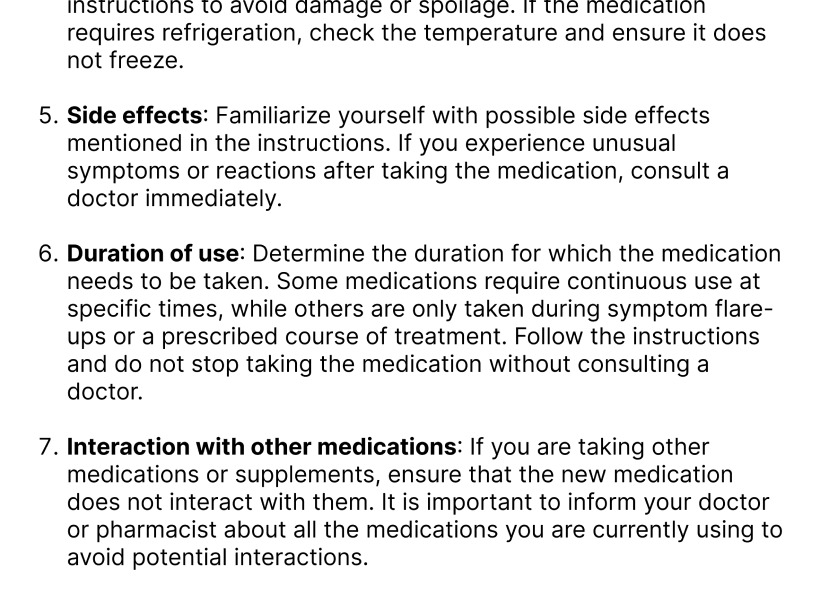 instructions to avoid damage or spoilage. If the medication
requires refrigeration, check the temperature and ensure it does
not freeze.
5. Side effects: Familiarize yourself with possible side effects
mentioned in the instructions. If you experience unusual
symptoms or reactions after taking the medication, consult a
doctor immediately.
6. Duration of use: Determine the duration for which the medication
needs to be taken. Some medications require continuous use at
specific times, while others are only taken during symptom flare-
ups or a prescribed course of treatment. Follow the instructions
and do not stop taking the medication without consulting a
doctor.
7. Interaction with other medications: If you are taking other
medications or supplements, ensure that the new medication
does not interact with them. It is important to inform your doctor
or pharmacist about all the medications you are currently using to
avoid potential interactions.